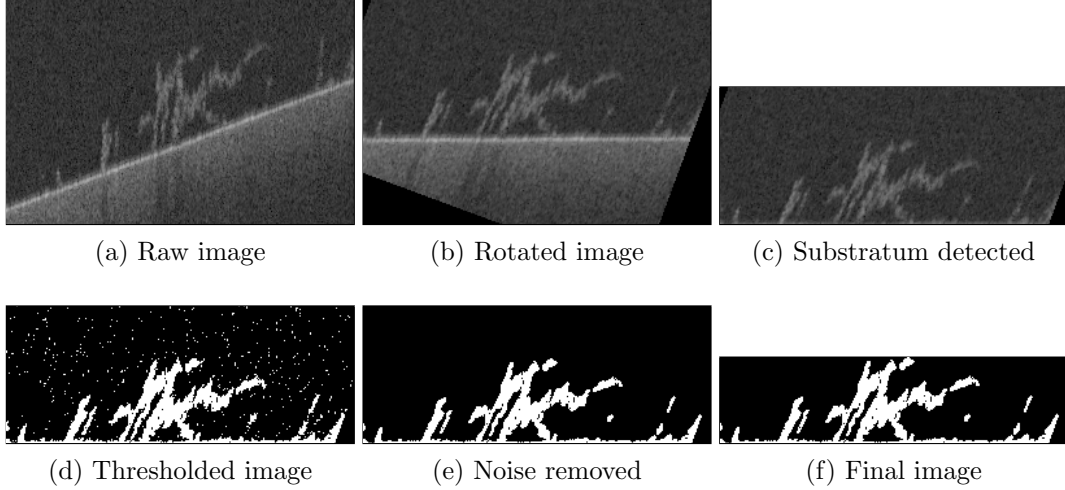 (a) Raw image
(b) Rotated image
(c) Substratum detected
(d) Thresholded image
(e) Noise removed
(f) Final image